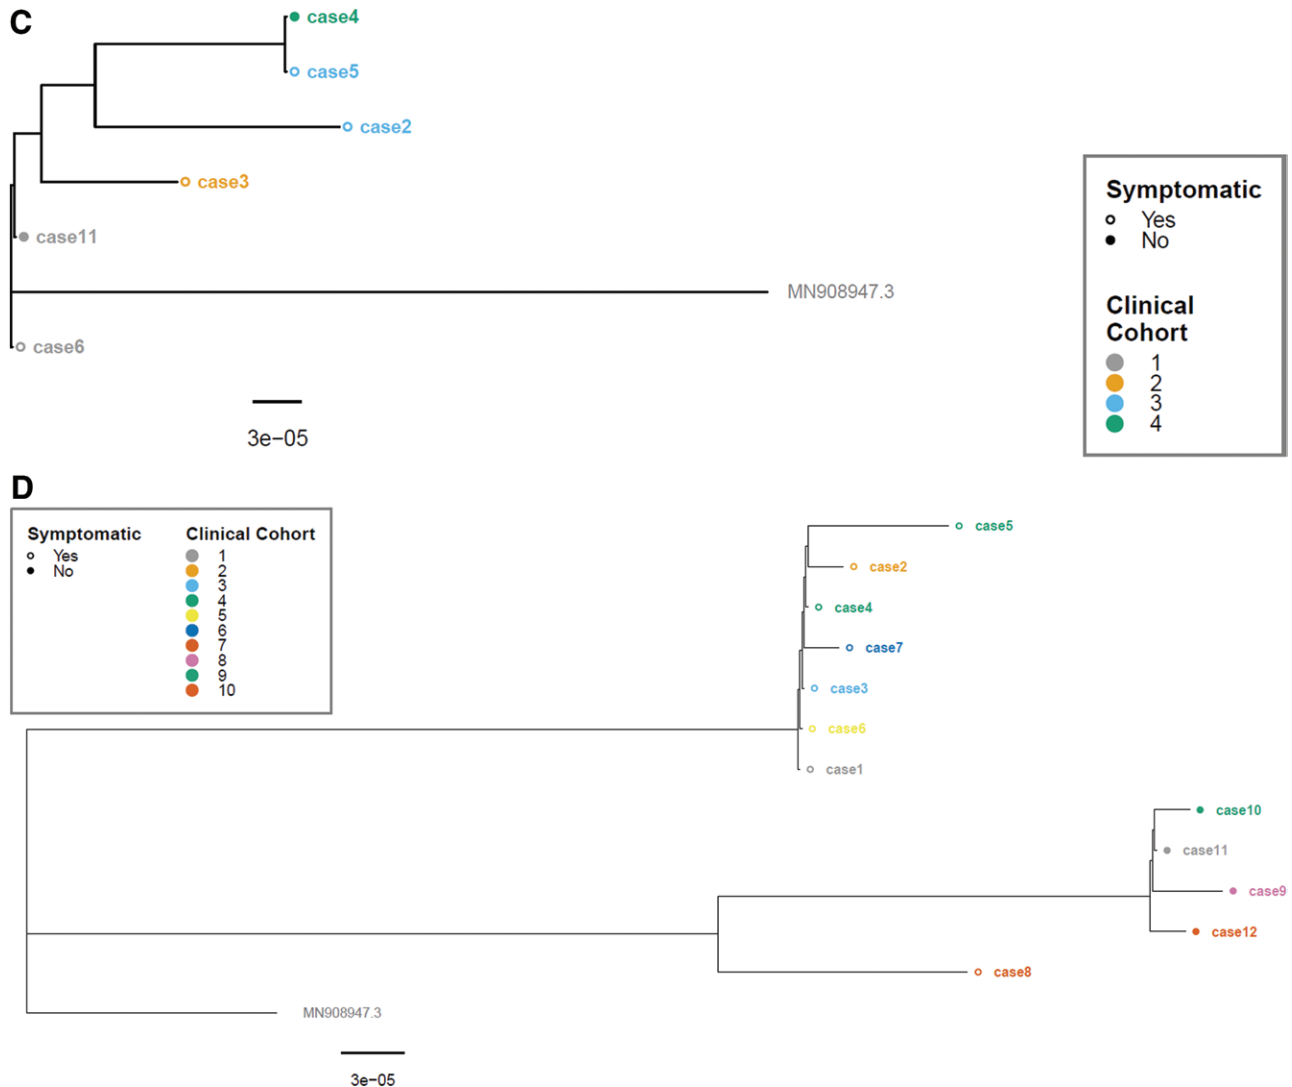 C
case4
case5
case2
case3
case11
MN908947.3
case6
3e−05
Symptomatic
Yes
No
Clinical
Cohort
1
2
3
4
D
Symptomatic
Yes
No
Clinical Cohort
1
2
3
4
5
6
7
8
9
10
case5
case2
case4
case7
case3
case6
case1
case10
case11
case9
case12
case8
MN908947.3
3e−05